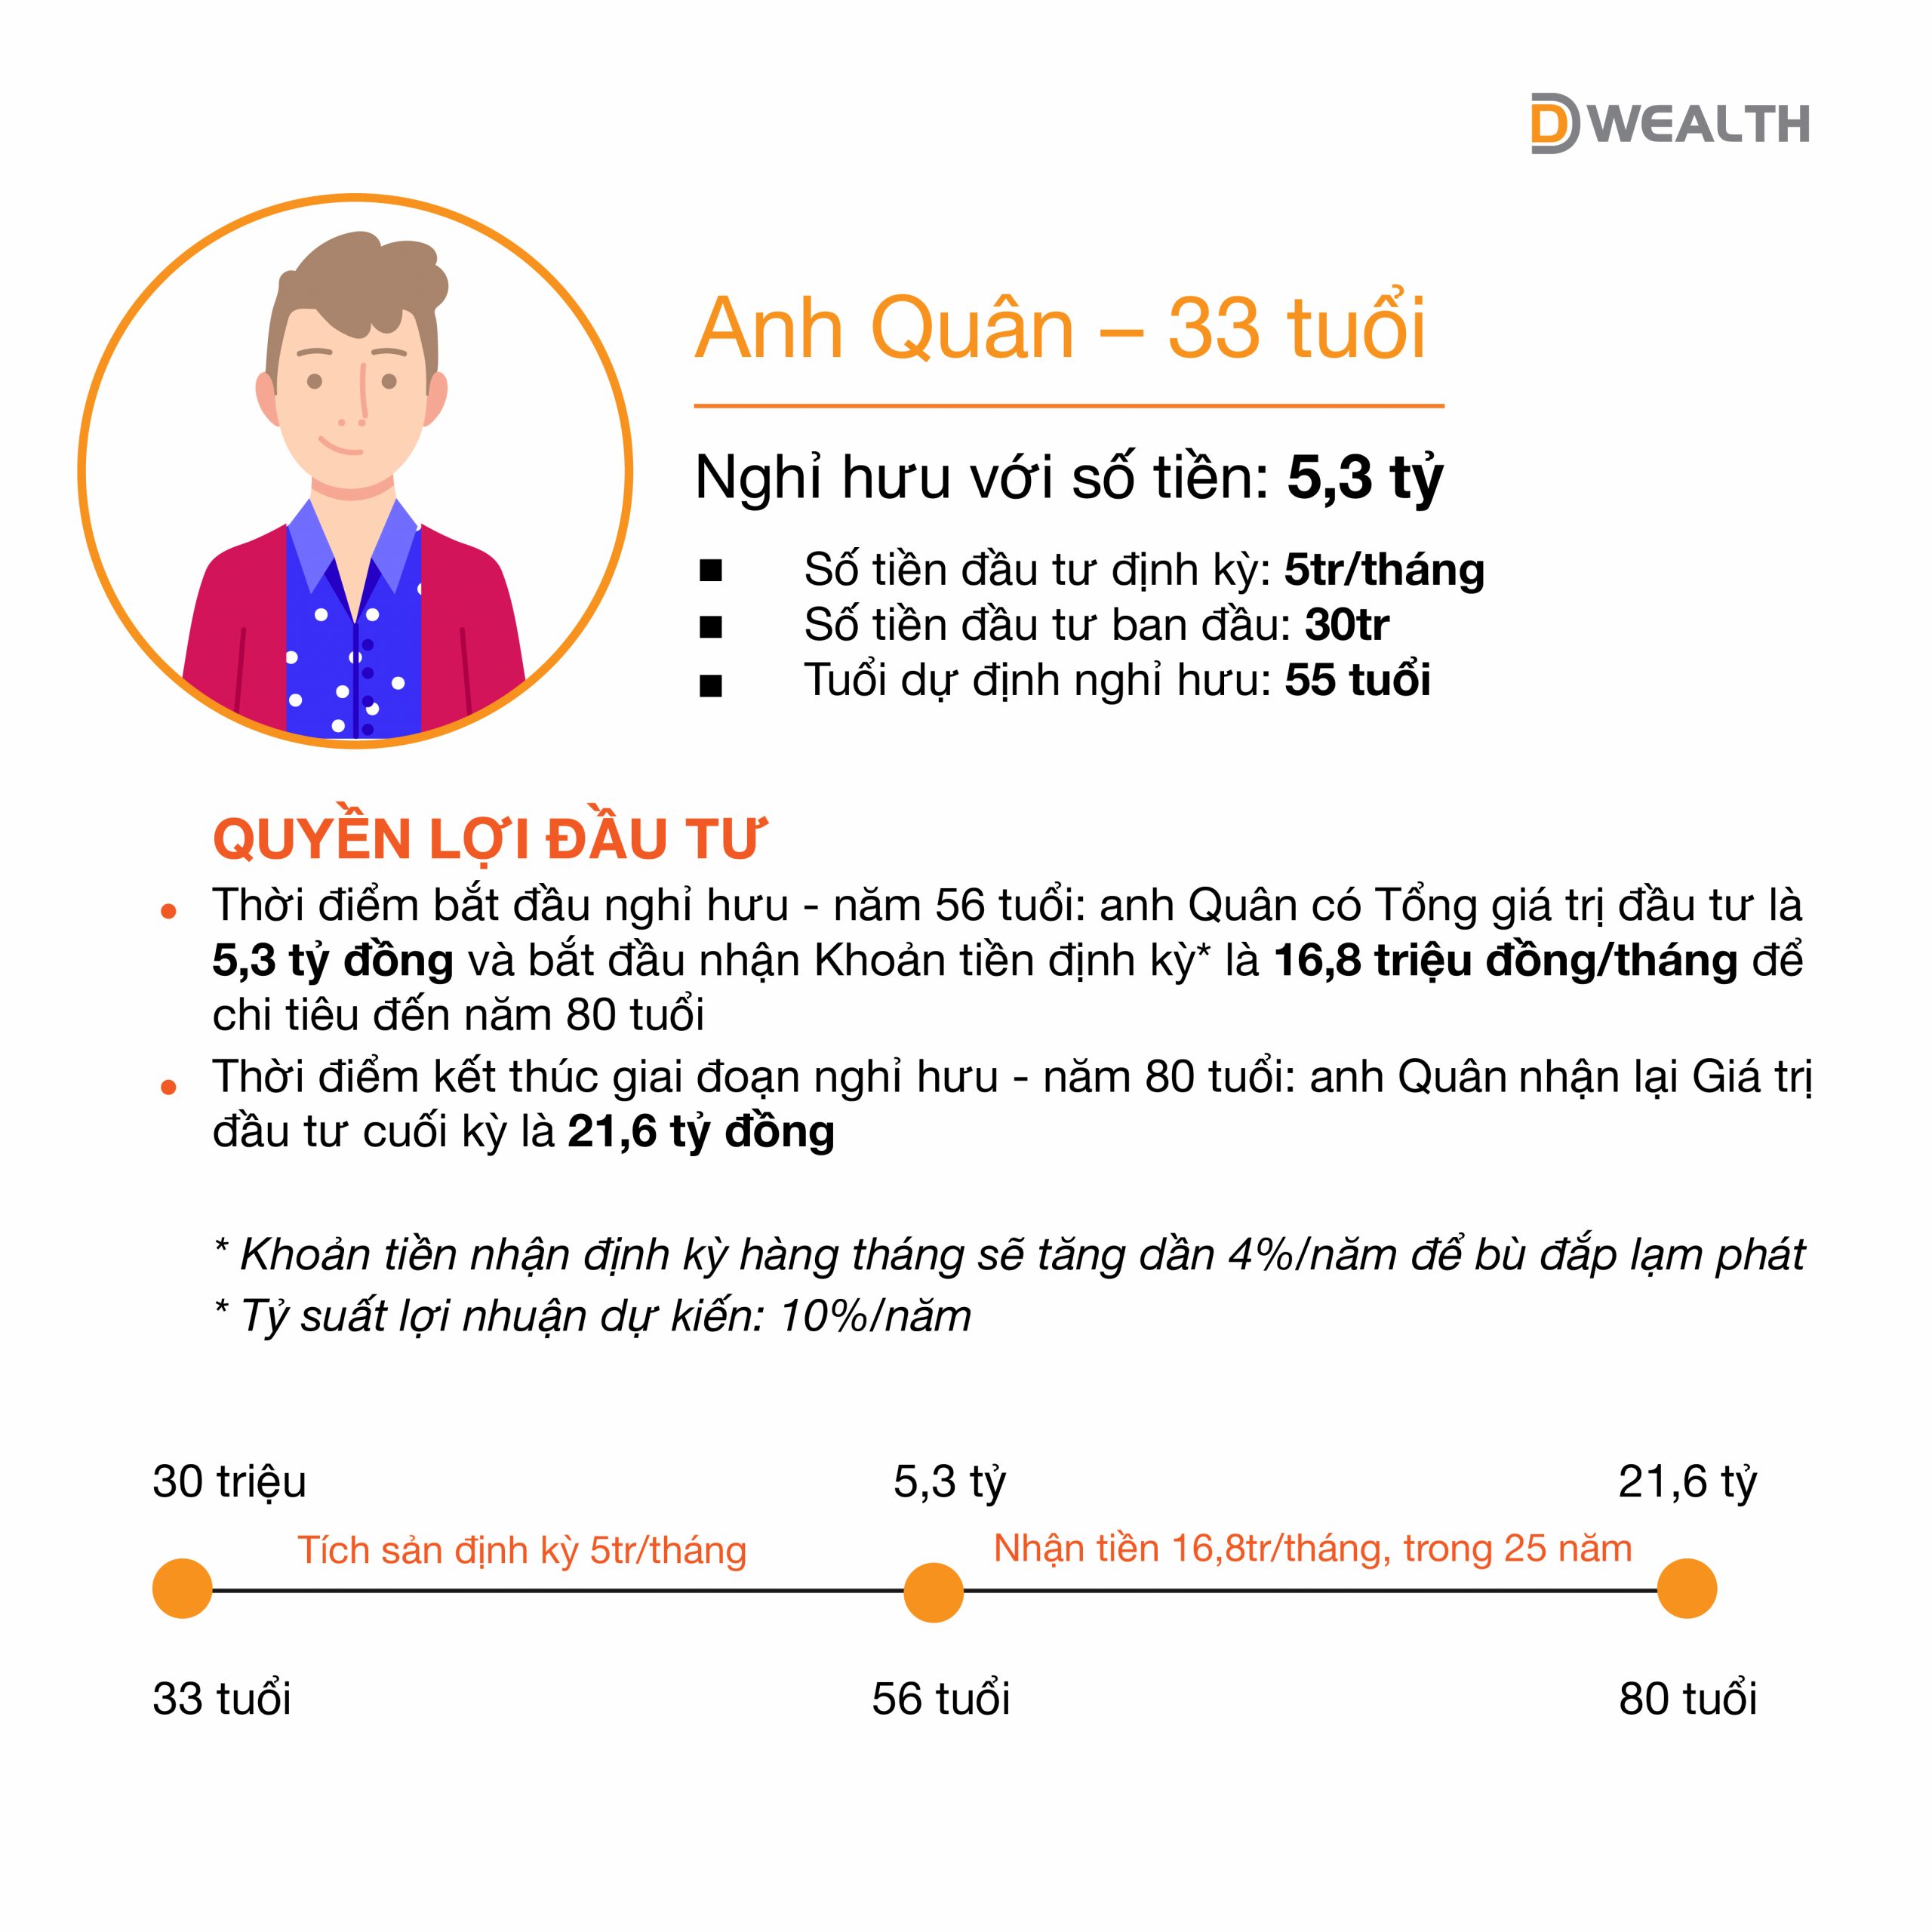 DWEALTH
Anh Quân – 33 tuổi
Nghỉ hưu với số tiền: 5,3 tỷ
■ Số tiền đầu tư định kỳ: 5tr/tháng
■ Số tiền đầu tư ban đầu: 30tr
■ Tuổi dự định nghỉ hưu: 55 tuổi
QUYỀN LỢI ĐẦU TƯ
• Thời điểm bắt đầu nghỉ hưu - năm 56 tuổi: anh Quân có Tổng giá trị đầu tư là
5,3 tỷ đồng và bắt đầu nhận Khoản tiền định kỳ* là 16,8 triệu đồng/tháng để
chi tiêu đến năm 80 tuổi
• Thời điểm kết thúc giai đoạn nghỉ hưu - năm 80 tuổi: anh Quân nhận lại Giá trị
đầu tư cuối kỳ là 21,6 tỷ đồng
* Khoản tiền nhận định kỳ hàng tháng sẽ tăng dần 4%/năm để bù đắp lạm phát
* Tỷ suất lợi nhuận dự kiến: 10%/năm
30 triệu 5,3 tỷ 21,6 tỷ
Tích sản định kỳ 5tr/tháng Nhận tiền 16,8tr/tháng, trong 25 năm
33 tuổi 56 tuổi 80 tuổi